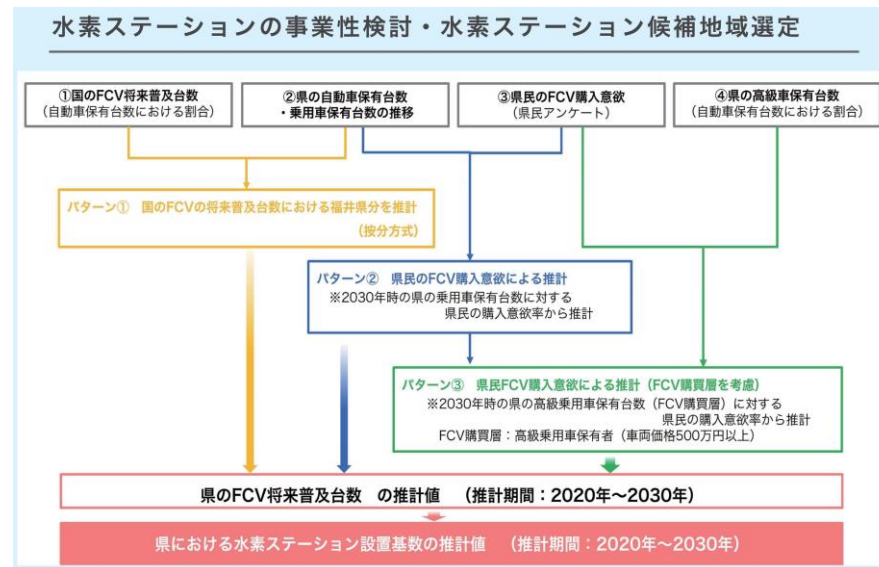 水素ステーションの事業性検討・水素ステーション候補地域選定
①国のFCV将来普及台数
（自動車保有台数における割合）
②県の自動車保有台数
・乗用車保有台数の推移
③県民のFCV購入意欲
（県民アンケート）
④県の高級車保有台数
（自動車保有台数における割合）
パターン①　国のFCVの将来普及台数における福井県分を推計
（按分方式）
パターン②　県民のFCV購入意欲による推計
※2030年時の県の乗用車保有台数に対する
県民の購入意欲率から推計
パターン③　県民FCV購入意欲による推計（FCV購買層を考慮）
※2030年時の県の高級乗用車保有台数（FCV購買層）に対する
県民の購入意欲率から推計
FCV購買層：高級乗用車保有者（車両価格500万円以上）
県のFCV将来普及台数　の推計値　（推計期間：2020年～2030年）
県における水素ステーション設置基数の推計値　（推計期間：2020年～2030年）